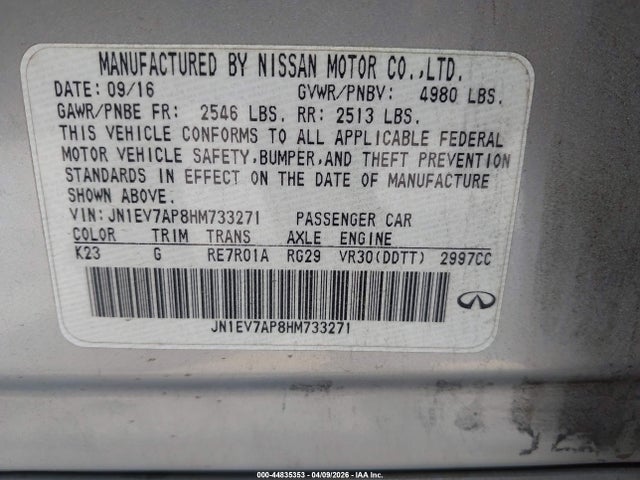 MANUFACTURED BY NISSAN MOTOR CO.,LTD.
DATE: 09/16 GVWR/PNBV: 4980 LBS.
GAWR/PNBE FR: 2546 LBS. RR: 2513 LBS.
THIS VEHICLE CONFORMS TO ALL APPLICABLE FEDERAL
MOTOR VEHICLE SAFETY,BUMPER,AND THEFT PREVENTION
STANDARDS IN EFFECT ON THE DATE OF MANUFACTURE
SHOWN ABOVE.
VIN: JN1EV7AP8HM733271 PASSENGER CAR
COLOR TRIM TRANS AXLE ENGINE
K23 G RE7R01A RG29 VR30(DDTT) 2997CC
JN1EV7AP8HM733271
000-44835353 - 04/09/2026 - IAA Inc.